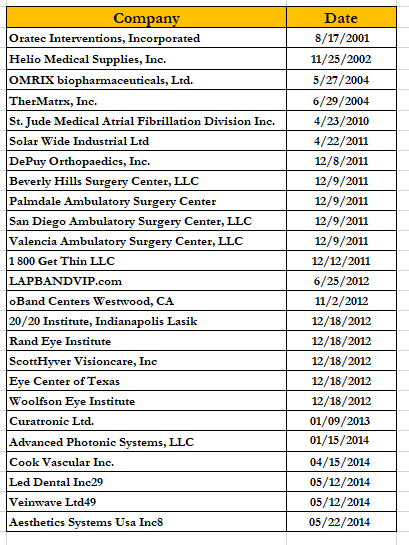 Company Date
Oratec Interventions, Incorporated 8/17/2001
Helio Medical Supplies, Inc. 11/25/2002
OMRIX biopharmaceuticals, Ltd. 5/27/2004
TherMatrx, Inc. 6/29/2004
St. Jude Medical Atrial Fibrillation Division Inc. 4/23/2010
Solar Wide Industrial Ltd 4/22/2011
DePuy Orthopaedics, Inc. 12/8/2011
Beverly Hills Surgery Center, LLC 12/9/2011
Palmdale Ambulatory Surgery Center 12/9/2011
San Diego Ambulatory Surgery Center, LLC 12/9/2011
Valencia Ambulatory Surgery Center, LLC 12/9/2011
1 800 Get Thin LLC 12/12/2011
LAPBANDVIP.com 6/25/2012
oBand Centers Westwood, CA 11/2/2012
20/20 Institute, Indianapolis Lasik 12/18/2012
Rand Eye Institute 12/18/2012
ScottHyver Visioncare, Inc 12/18/2012
Eye Center of Texas 12/18/2012
Woolfson Eye Institute 12/18/2012
Curatronic Ltd. 01/09/2013
Advanced Photonic Systems, LLC 01/15/2014
Cook Vascular Inc. 04/15/2014
Led Dental Inc29 05/12/2014
Veinwave Ltd49 05/12/2014
Aesthetics Systems Usa Inc8 05/22/2014